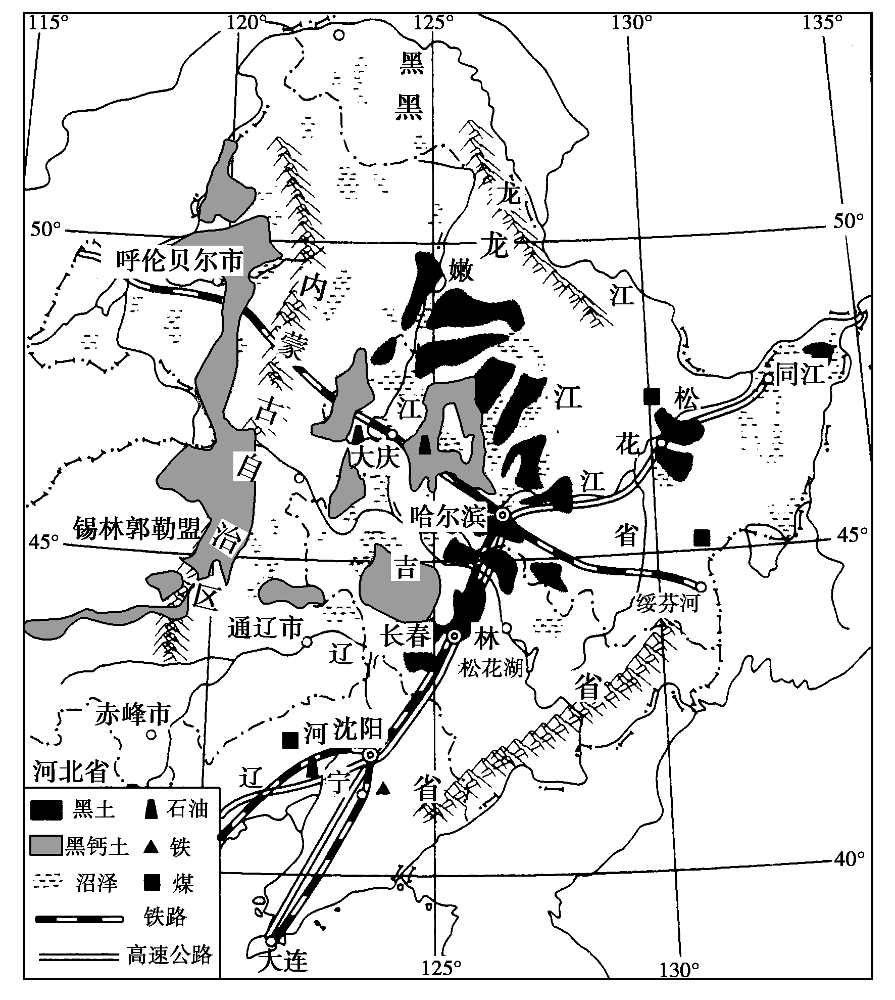 115°
120°
125°
130°
135°
黑
黑
龙
50°
50°
龙
呼伦贝尔市
嫩
内
江
蒙
同江
江
松
古
江
花
大庆
自
江
哈尔滨
锡林郭勒盟
治
省
45°
45°
吉
区
绥芬河
通辽市
长春
林
辽
松花湖
省
赤峰市
河
沈阳
河北省
辽
宁
省
黑土
石油
黑钙土
铁
40°
沼泽
煤
铁路
高速公路
大连
125°
130°